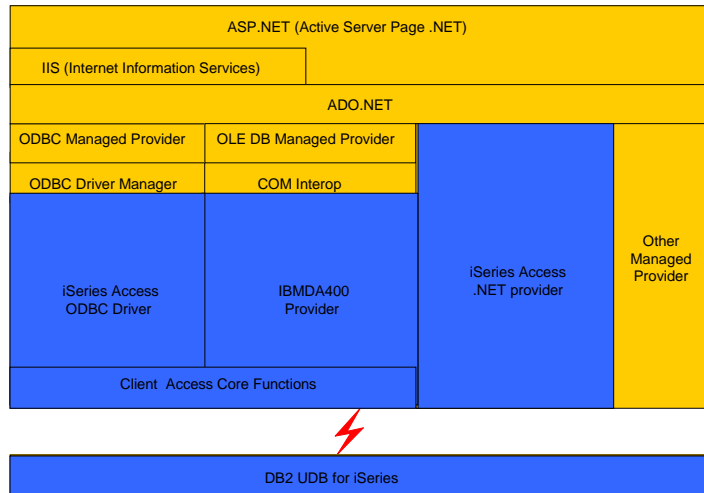 ASP.NET (Active Server Page .NET)
IIS (Internet Information Services)
ADO.NET
ODBC Managed Provider
OLE DB Managed Provider
ODBC Driver Manager
COM Interop
iSeries Access
ODBC Driver
IBMDA400
Provider
iSeries Access
.NET provider
Other
Managed
Provider
Client Access Core Functions
DB2 UDB for iSeries